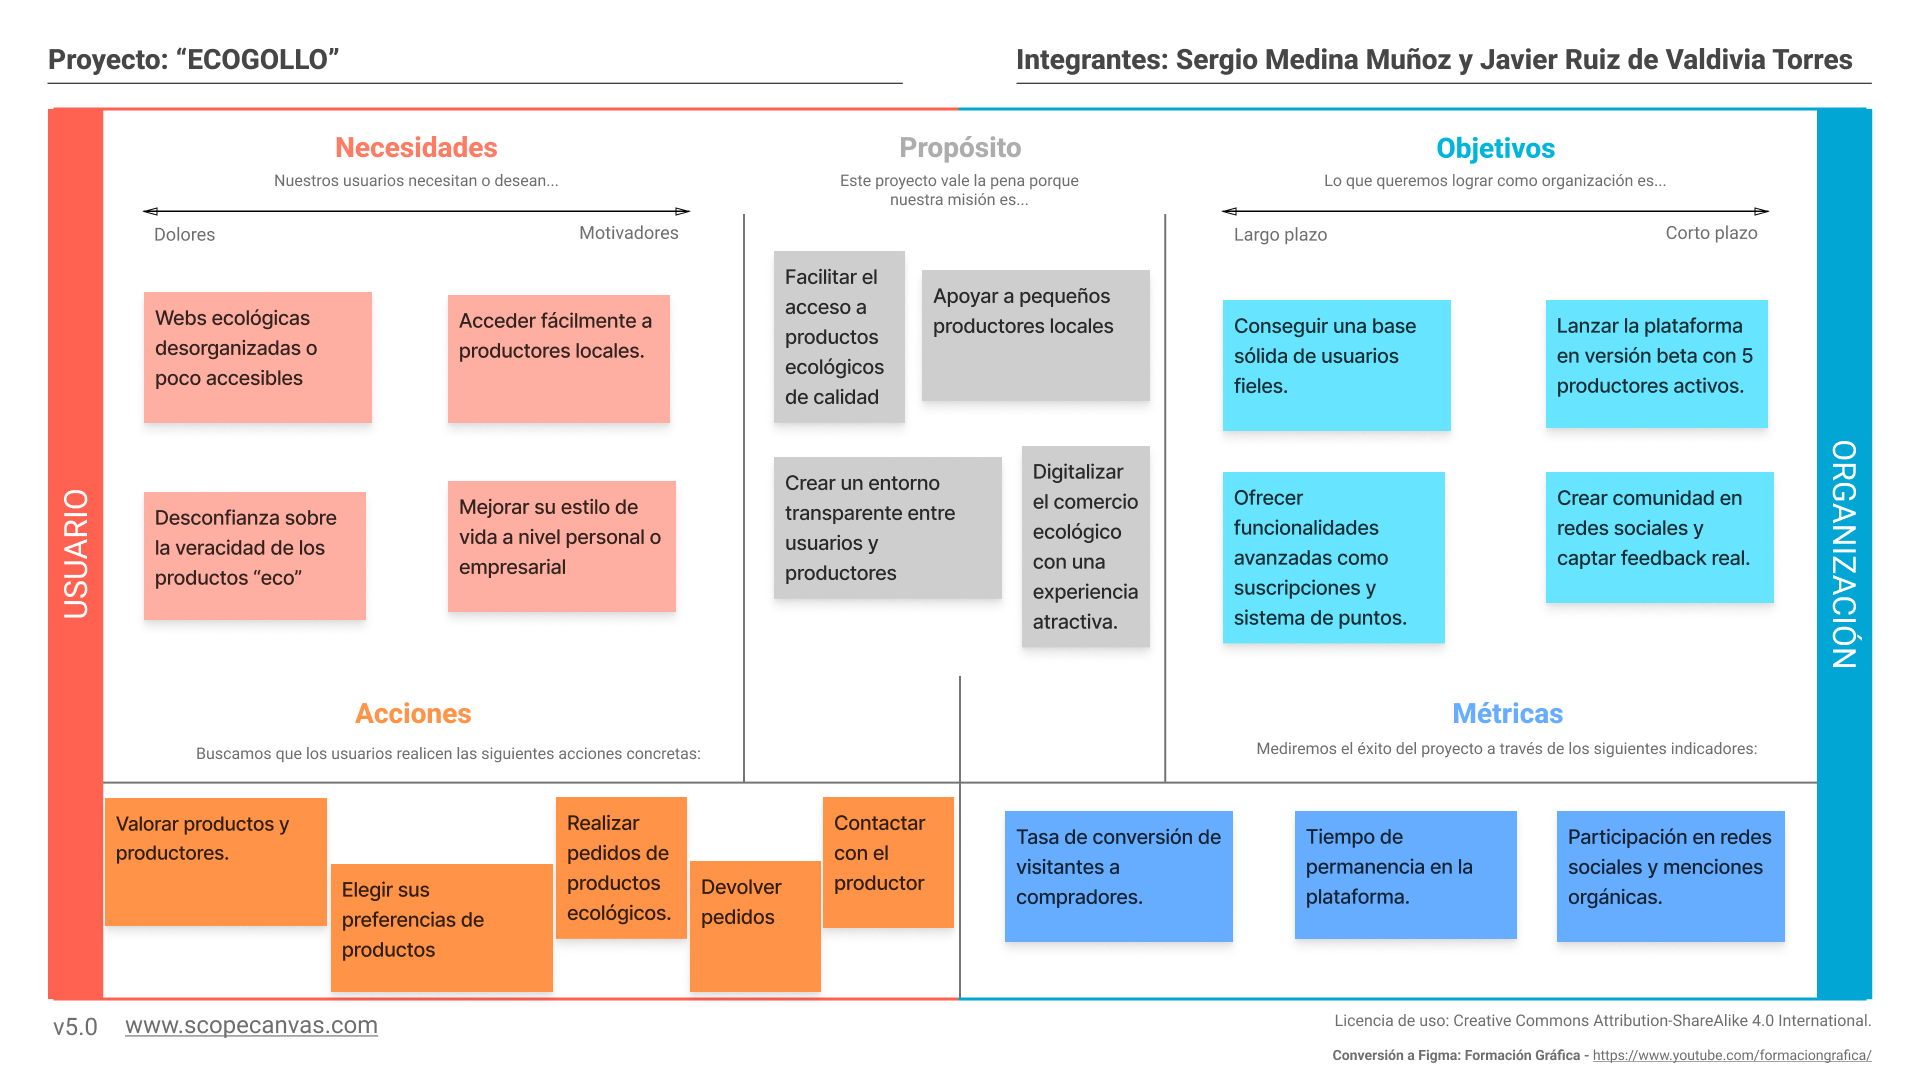 Proyecto: “ECOGOLLO”
Integrantes: Sergio Medina Muñoz y Javier Ruiz de Valdivia Torres
USUARIO
Necesidades
Nuestros usuarios necesitan o desean...
Dolores
Motivadores
Webs ecológicas
desorganizadas o
poco accesibles
Acceder fácilmente a
productores locales.
Desconfianza sobre
la veracidad de los
productos “eco”
Mejorar su estilo de
vida a nivel personal o
empresarial
Propósito
Este proyecto vale la pena porque
nuestra misión es...
Facilitar el
acceso a
productos
ecológicos
de calidad
Apoyar a pequeños
productores locales
Crear un entorno
transparente entre
usuarios y
productores
Digitalizar
el comercio
ecológico
con una
experiencia
atractiva.
Objetivos
Lo que queremos lograr como organización es...
Largo plazo
Corto plazo
Conseguir una base
sólida de usuarios
fieles.
Lanzar la plataforma
en versión beta con 5
productores activos.
Ofrecer
funcionalidades
avanzadas como
suscripciones y
sistema de puntos.
Crear comunidad en
redes sociales y
captar feedback real.
ORGANIZACIÓN
Acciones
Buscamos que los usuarios realicen las siguientes acciones concretas:
Valorar productos y
productores.
Elegir sus
preferencias de
productos
Realizar
pedidos de
productos
ecológicos.
Devolver
pedidos
Contactar
con el
productor
Métricas
Mediremos el éxito del proyecto a través de los siguientes indicadores:
Tasa de conversión de
visitantes a
compradores.
Tiempo de
permanencia en la
plataforma.
Participación en redes
sociales y menciones
orgánicas.
v5.0 www.scopecanvas.com
Licencia de uso: Creative Commons Attribution-ShareAlike 4.0 International.
Conversión a Figma: Formación Gráfica - https://www.youtube.com/formaciongrafica/